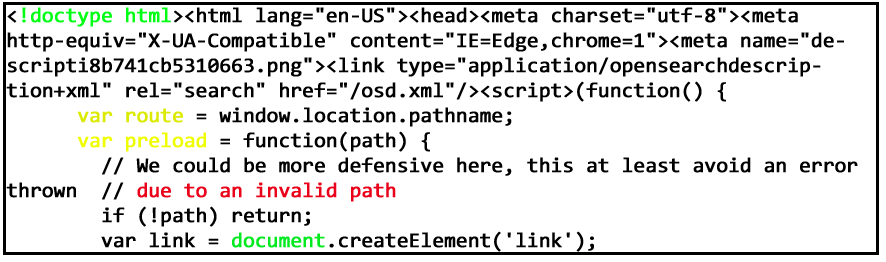 <!doctype html><html lang="en-US"><head><meta charset="utf-8"><meta
http-equiv="X-UA-Compatible" content="IE=Edge,chrome=1"><meta name="de-
scripti8b741cb5310663.png"><link type="application/opensearchdescrip-
tion+xml" rel="search" href="/osd.xml"/><script>(function() {
var route = window.location.pathname;
var preload = function(path) {
// We could be more defensive here, this at least avoid an error
thrown  // due to an invalid path
if (!path) return;
var link = document.createElement('link');